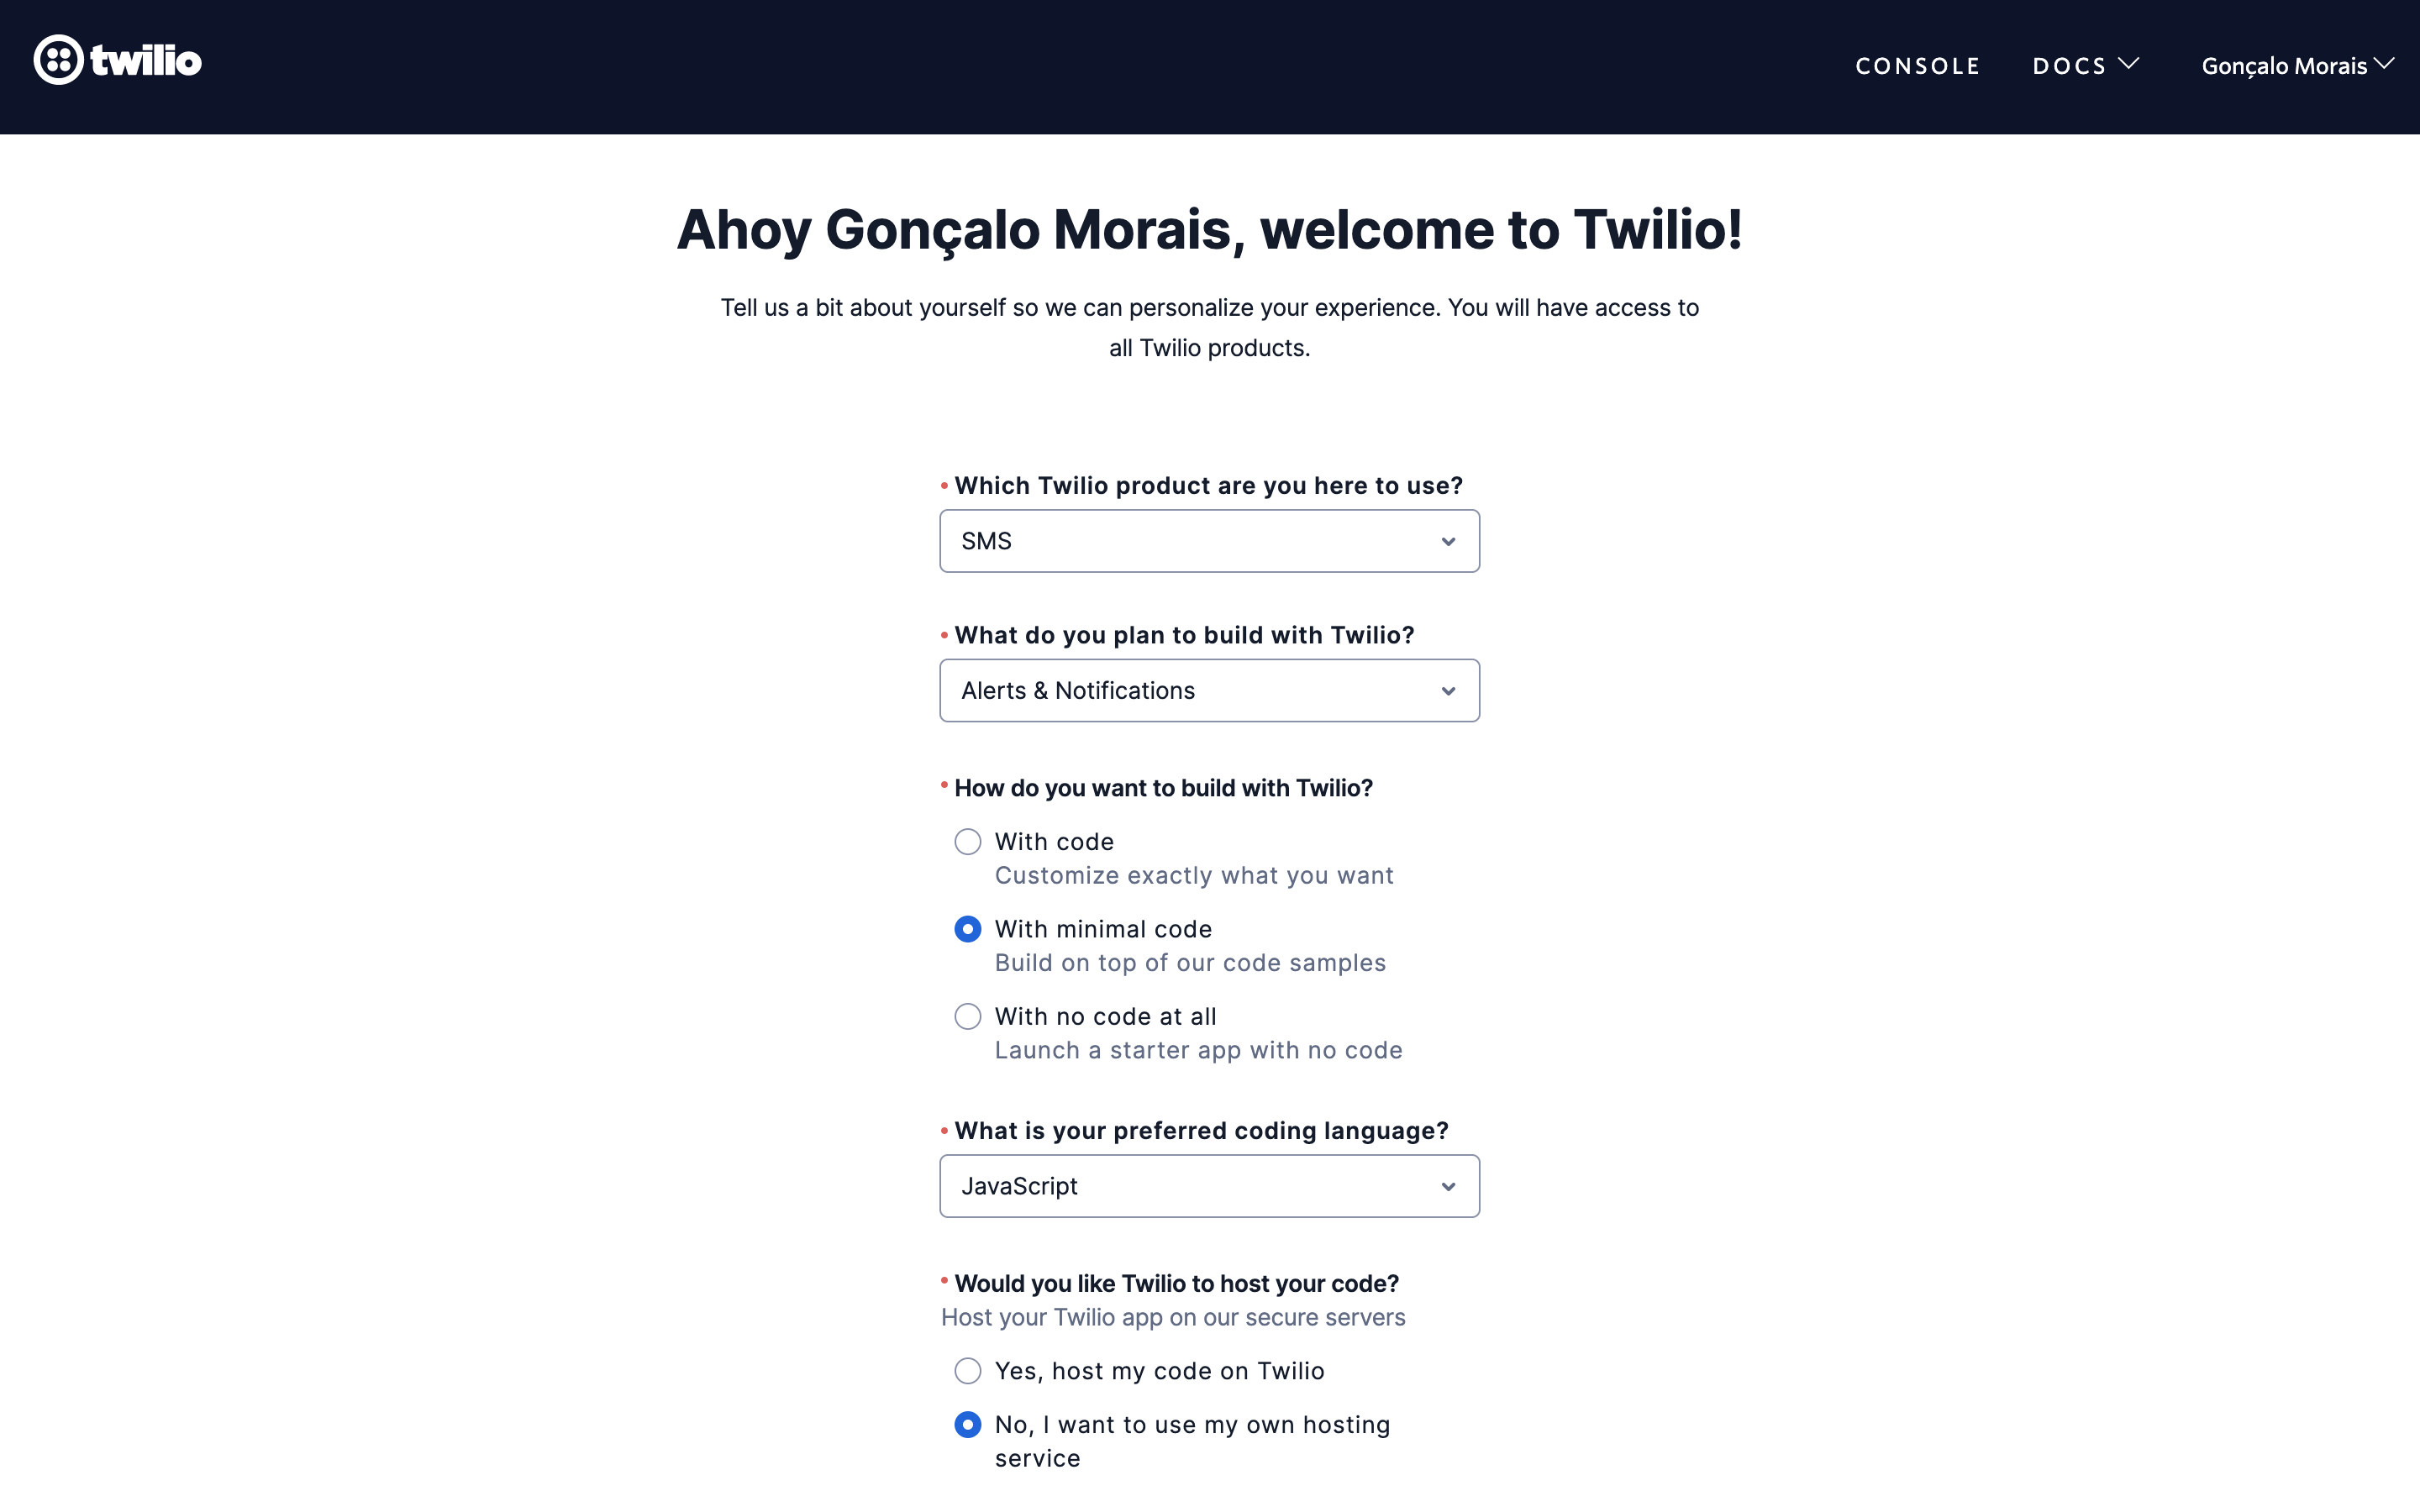 twilio
CONSOLE
DOCS
Gonçalo Morais
Ahoy Gonçalo Morais, welcome to Twilio!
Tell us a bit about yourself so we can personalize your experience. You will have access to
all Twilio products.
Which Twilio product are you here to use?
SMS
What do you plan to build with Twilio?
Alerts & Notifications
How do you want to build with Twilio?
With code
Customize exactly what you want
With minimal code
Build on top of our code samples
With no code at all
Launch a starter app with no code
What is your preferred coding language?
JavaScript
Would you like Twilio to host your code?
Host your Twilio app on our secure servers
Yes, host my code on Twilio
No, I want to use my own hosting
service